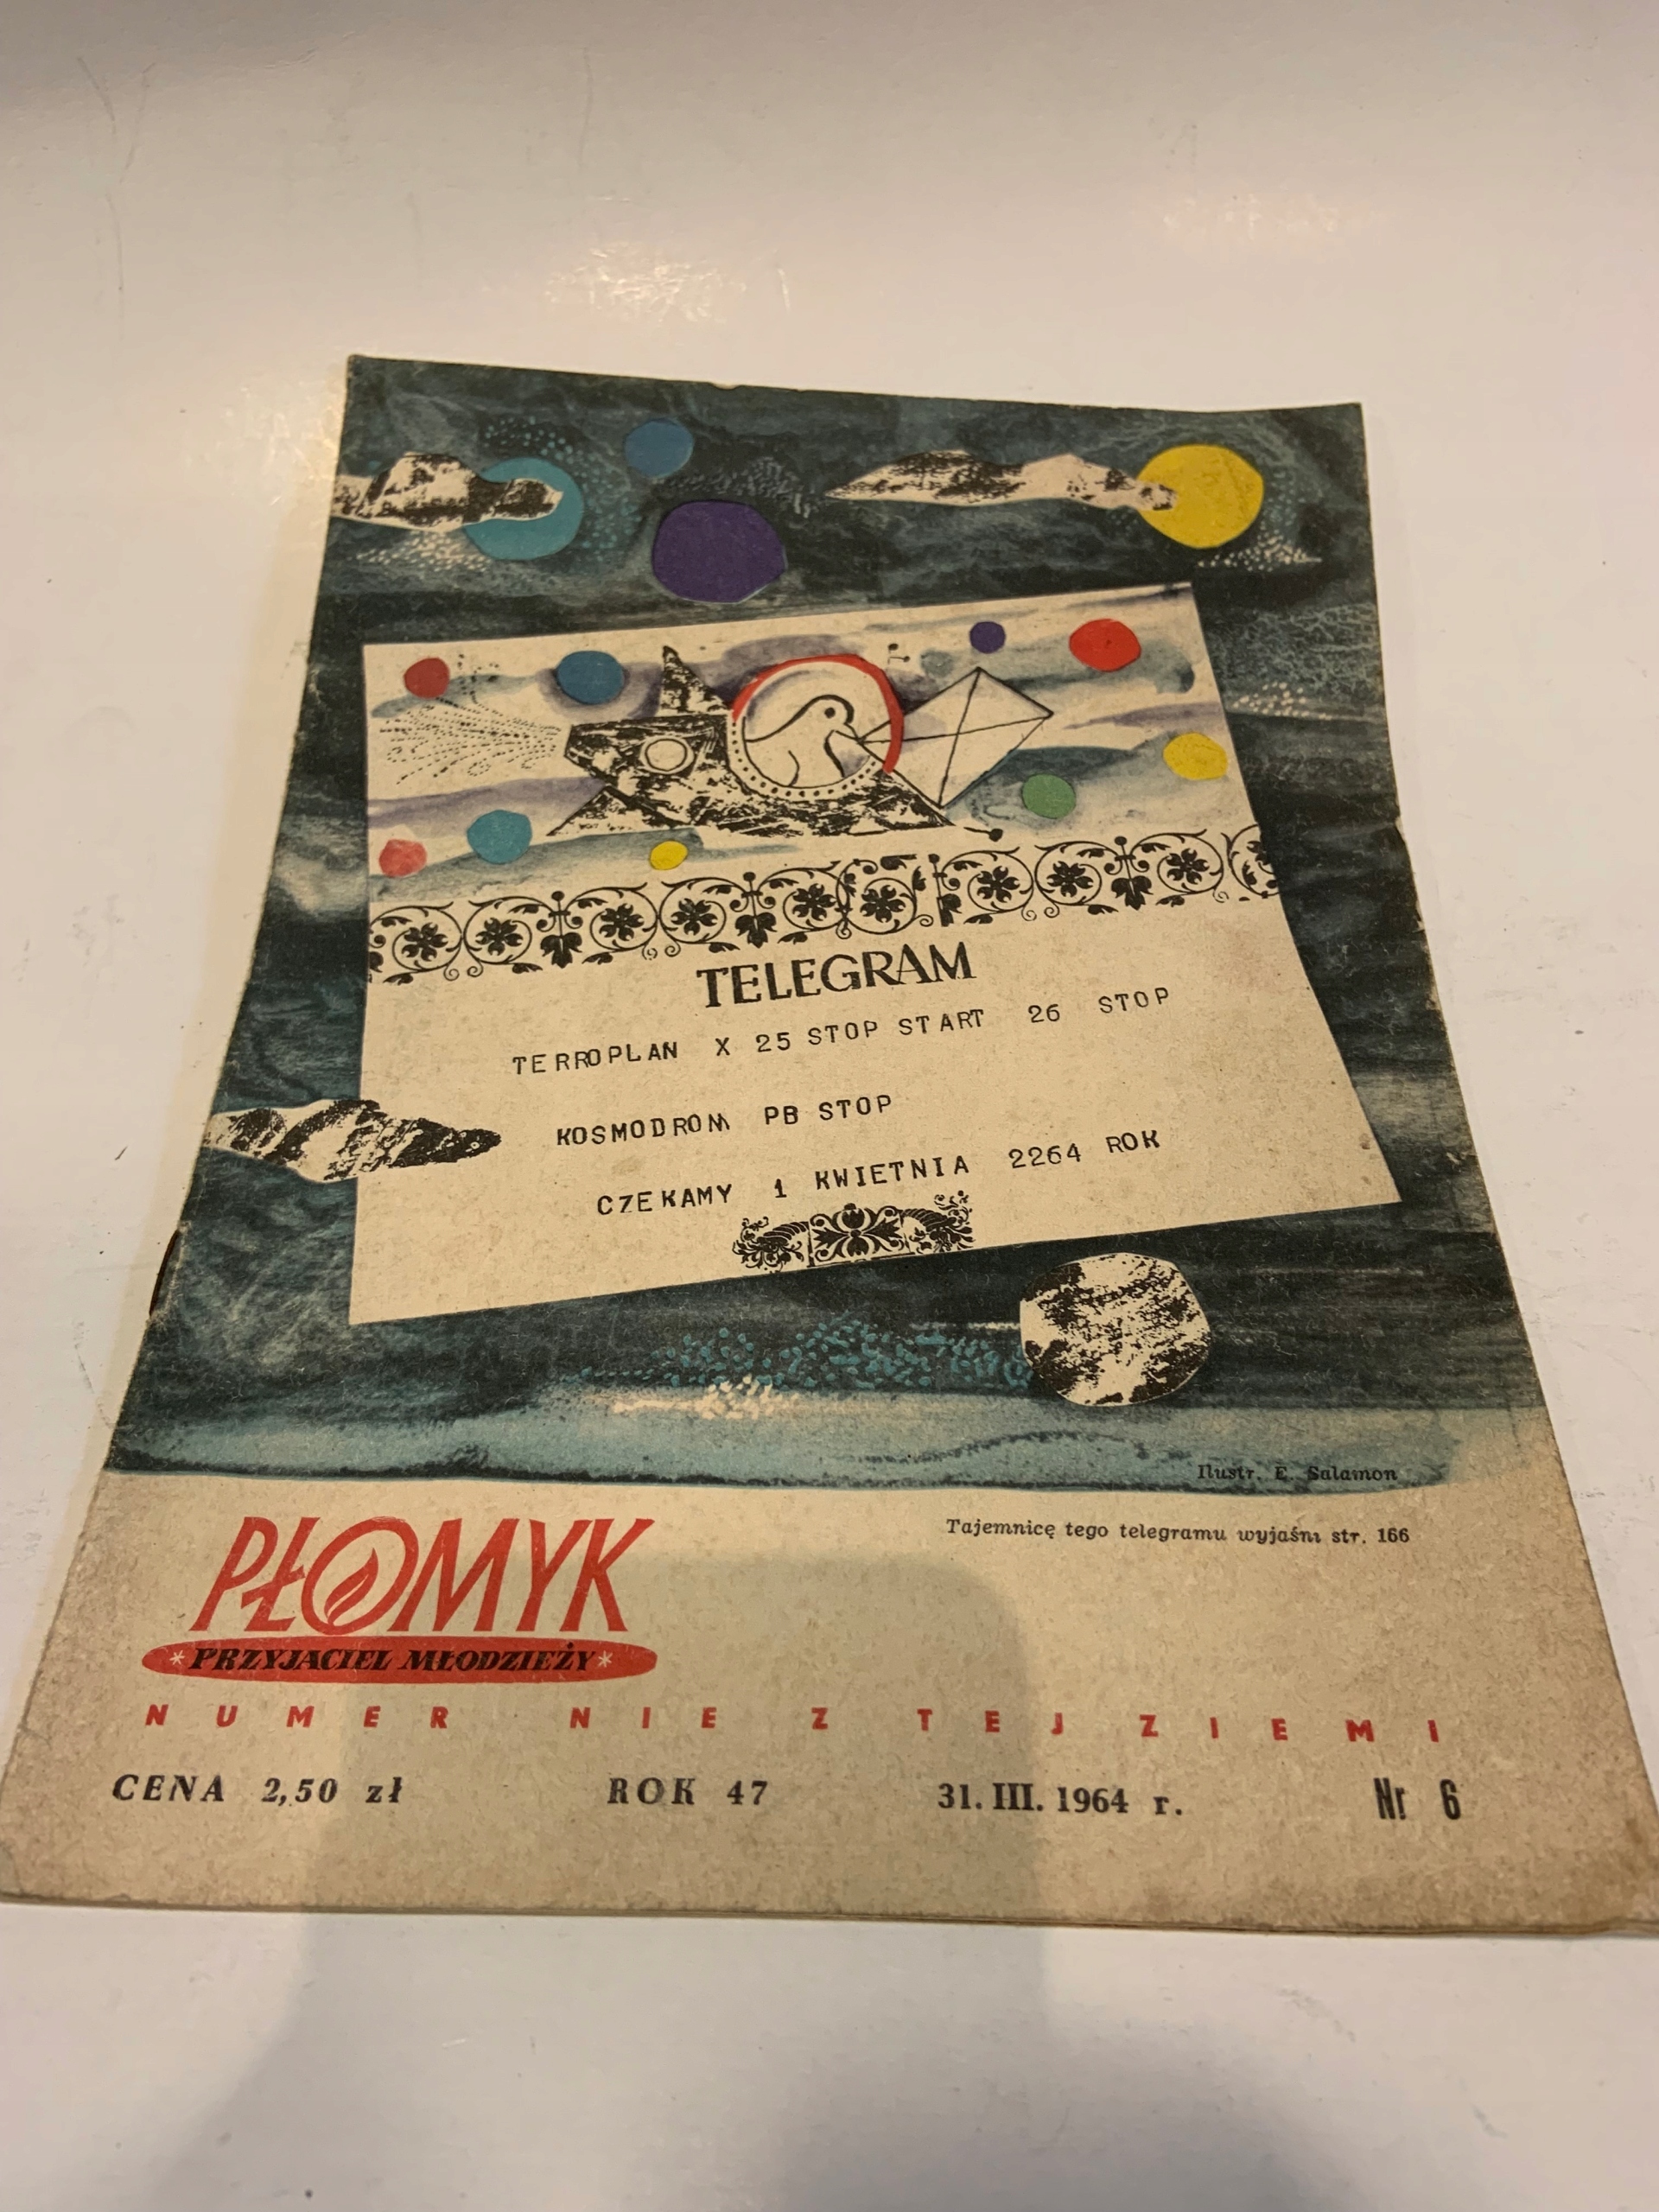 TELEGRAM
TERROPLAN X 25 STOP START 26 STOP
KOSMODROM PB STOP
CZEKAMY 1 KWIETNIA 2264 ROK
Ilustr. E. Salamon
Tajemnicę tego telegramu wyjaśni str. 166
PŁOMYK
*PRZYJACIEL MŁODZIEŻY*
NUMER NIE Z TEJ ZIEMI
CENA 2,50 zł ROK 47 31. III. 1964 r. Nr 6